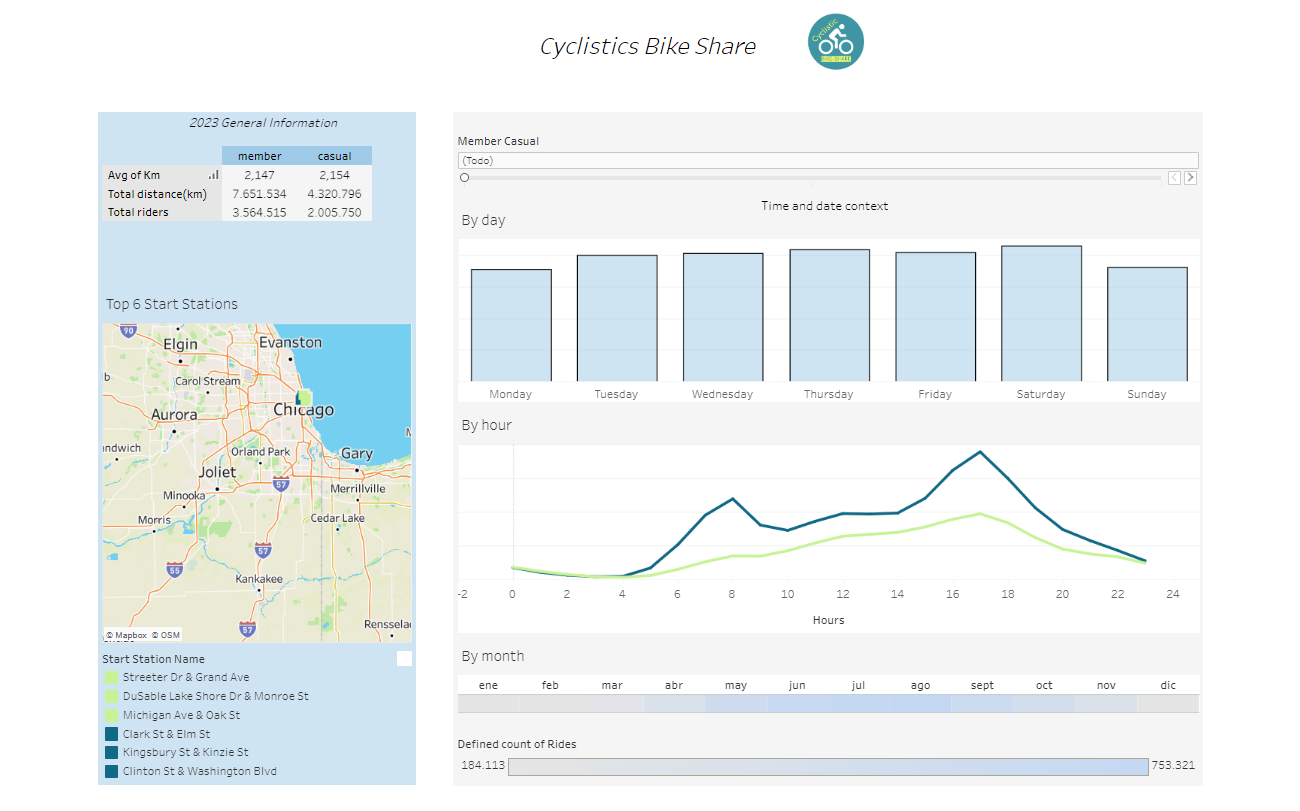 Cyclistics Bike Share
Cyclistic
BIKE-SHARE
2023 General Information
member casual
Avg of Km 2,147 2,154
Total distance(km) 7.651.534 4.320.796
Total riders 3.564.515 2.005.750
Top 6 Start Stations
90
Elgin
Evanston
b
Carol Stream
Aurora
Chicago
ndwich
Orland Park
Gary
Joliet
57
Minooka
Merrillville
Morris
Cedar Lake
57
55
Kankakee
57
Renssela
© Mapbox © OSM
Start Station Name
Streeter Dr & Grand Ave
DuSable Lake Shore Dr & Monroe St
Michigan Ave & Oak St
Clark St & Elm St
Kingsbury St & Kinzie St
Clinton St & Washington Blvd
Member Casual
(Todo)
Time and date context
By day
Monday Tuesday Wednesday Thursday Friday Saturday Sunday
By hour
-2 0 2 4 6 8 10 12 14 16 18 20 22 24
Hours
By month
ene feb mar abr may jun jul ago sept oct nov dic
Defined count of Rides
184.113 753.321